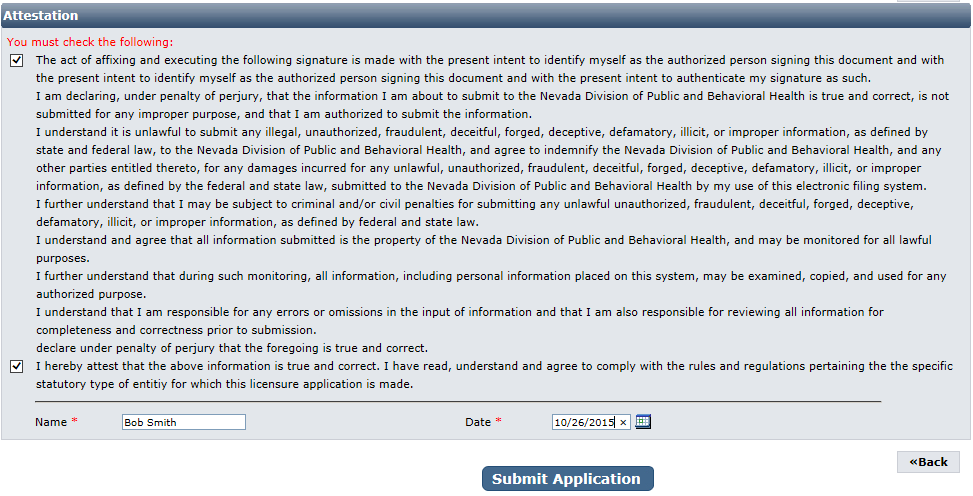 Attestation
You must check the following:
The act of affixing and executing the following signature is made with the present intent to identify myself as the authorized person signing this document and with
the present intent to identify myself as the authorized person signing this document and with the present intent to authenticate my signature as such.
I am declaring, under penalty of perjury, that the information I am about to submit to the Nevada Division of Public and Behavioral Health is true and correct, is not
submitted for any improper purpose, and that I am authorized to submit the information.
I understand it is unlawful to submit any illegal, unauthorized, fraudulent, deceitful, forged, deceptive, defamatory, illicit, or improper information, as defined by
state and federal law, to the Nevada Division of Public and Behavioral Health, and agree to indemnify the Nevada Division of Public and Behavioral Health, and any
other parties entitled thereto, for any damages incurred for any unlawful, unauthorized, fraudulent, deceitful, forged, deceptive, defamatory, illicit, or improper
information, as defined by the federal and state law, submitted to the Nevada Division of Public and Behavioral Health by my use of this electronic filing system.
I further understand that I may be subject to criminal and/or civil penalties for submitting any unlawful unauthorized, fraudulent, deceitful, forged, deceptive,
defamatory, illicit, or improper information, as defined by federal and state law.
I understand and agree that all information submitted is the property of the Nevada Division of Public and Behavioral Health, and may be monitored for all lawful
purposes.
I further understand that during such monitoring, all information, including personal information placed on this system, may be examined, copied, and used for any
authorized purpose.
I understand that I am responsible for any errors or omissions in the input of information and that I am also responsible for reviewing all information for
completeness and correctness prior to submission.
declare under penalty of perjury that the foregoing is true and correct.
I hereby attest that the above information is true and correct. I have read, understand and agree to comply with the rules and regulations pertaining the the specific
statutory type of entitiy for which this licensure application is made.
Name * Bob Smith Date * 10/26/2015 ×
«Back
Submit Application